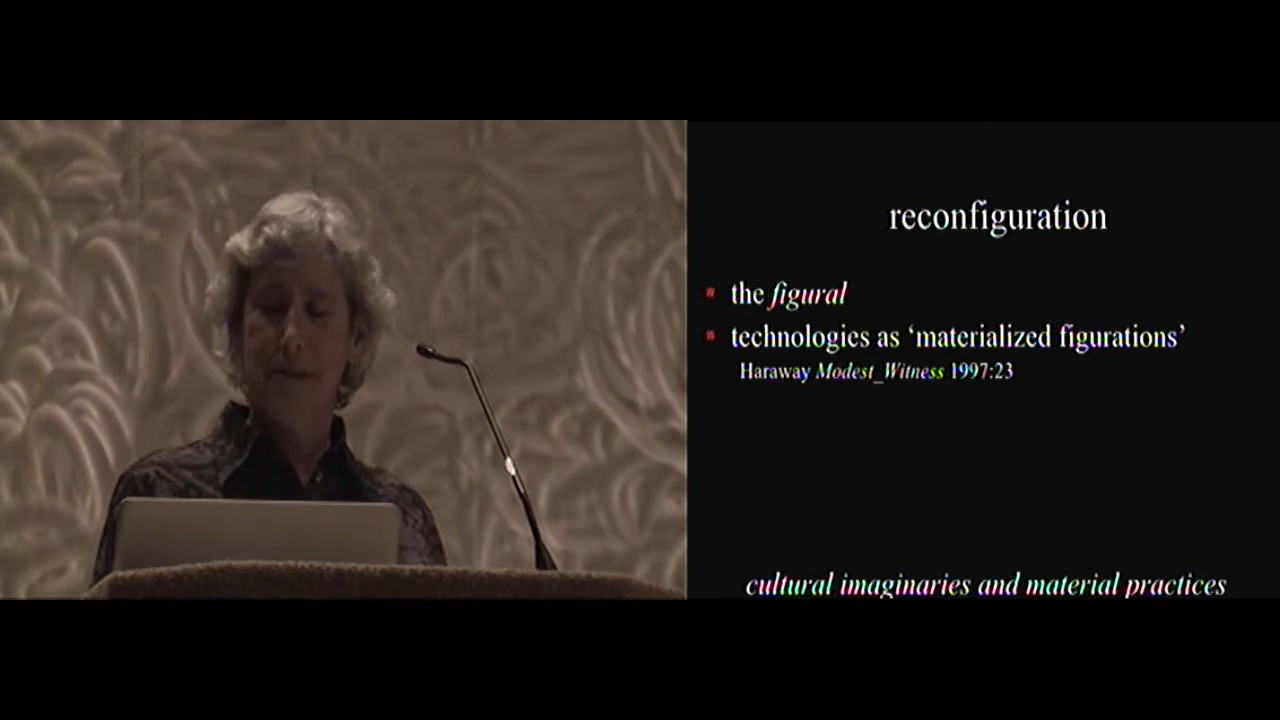 reconfiguration
the figural
technologies as ‘materialized figurations’
Haraway Modest_Witness 1997:23
cultural imaginaries and material practices